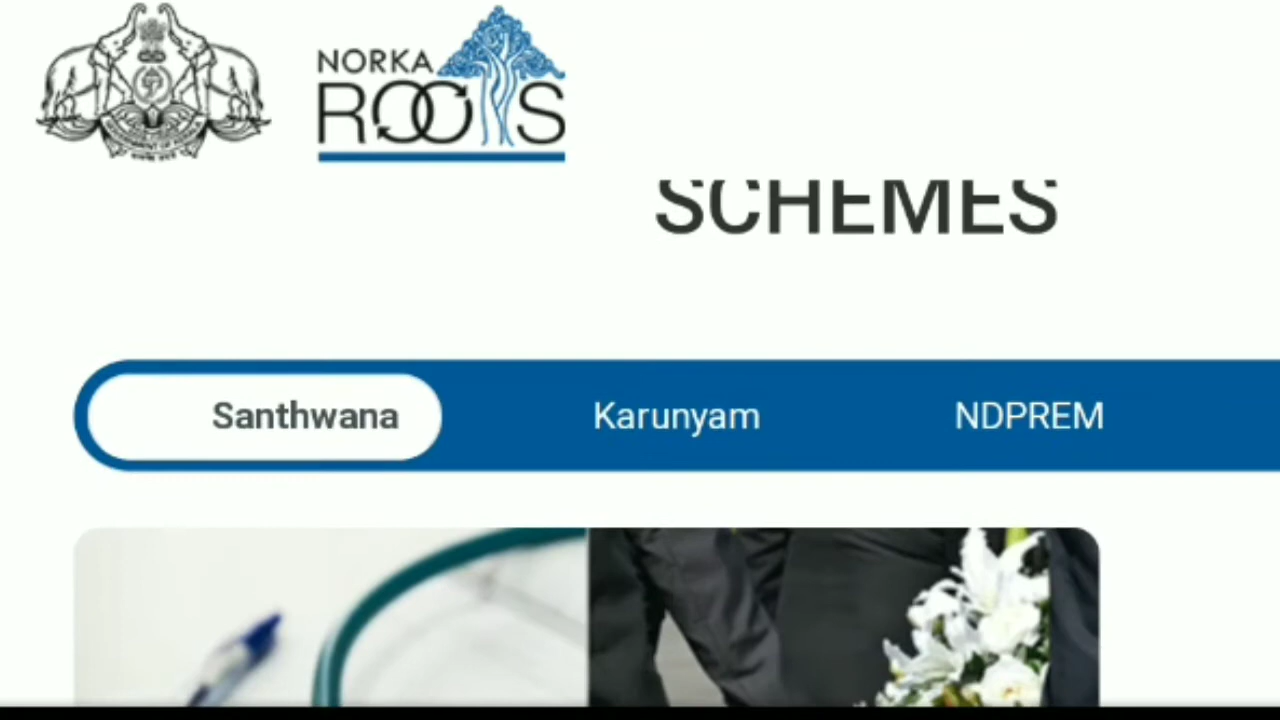 NORKA
ROOTS
SCHEMES
Santhwana
Karunyam
NDPREM